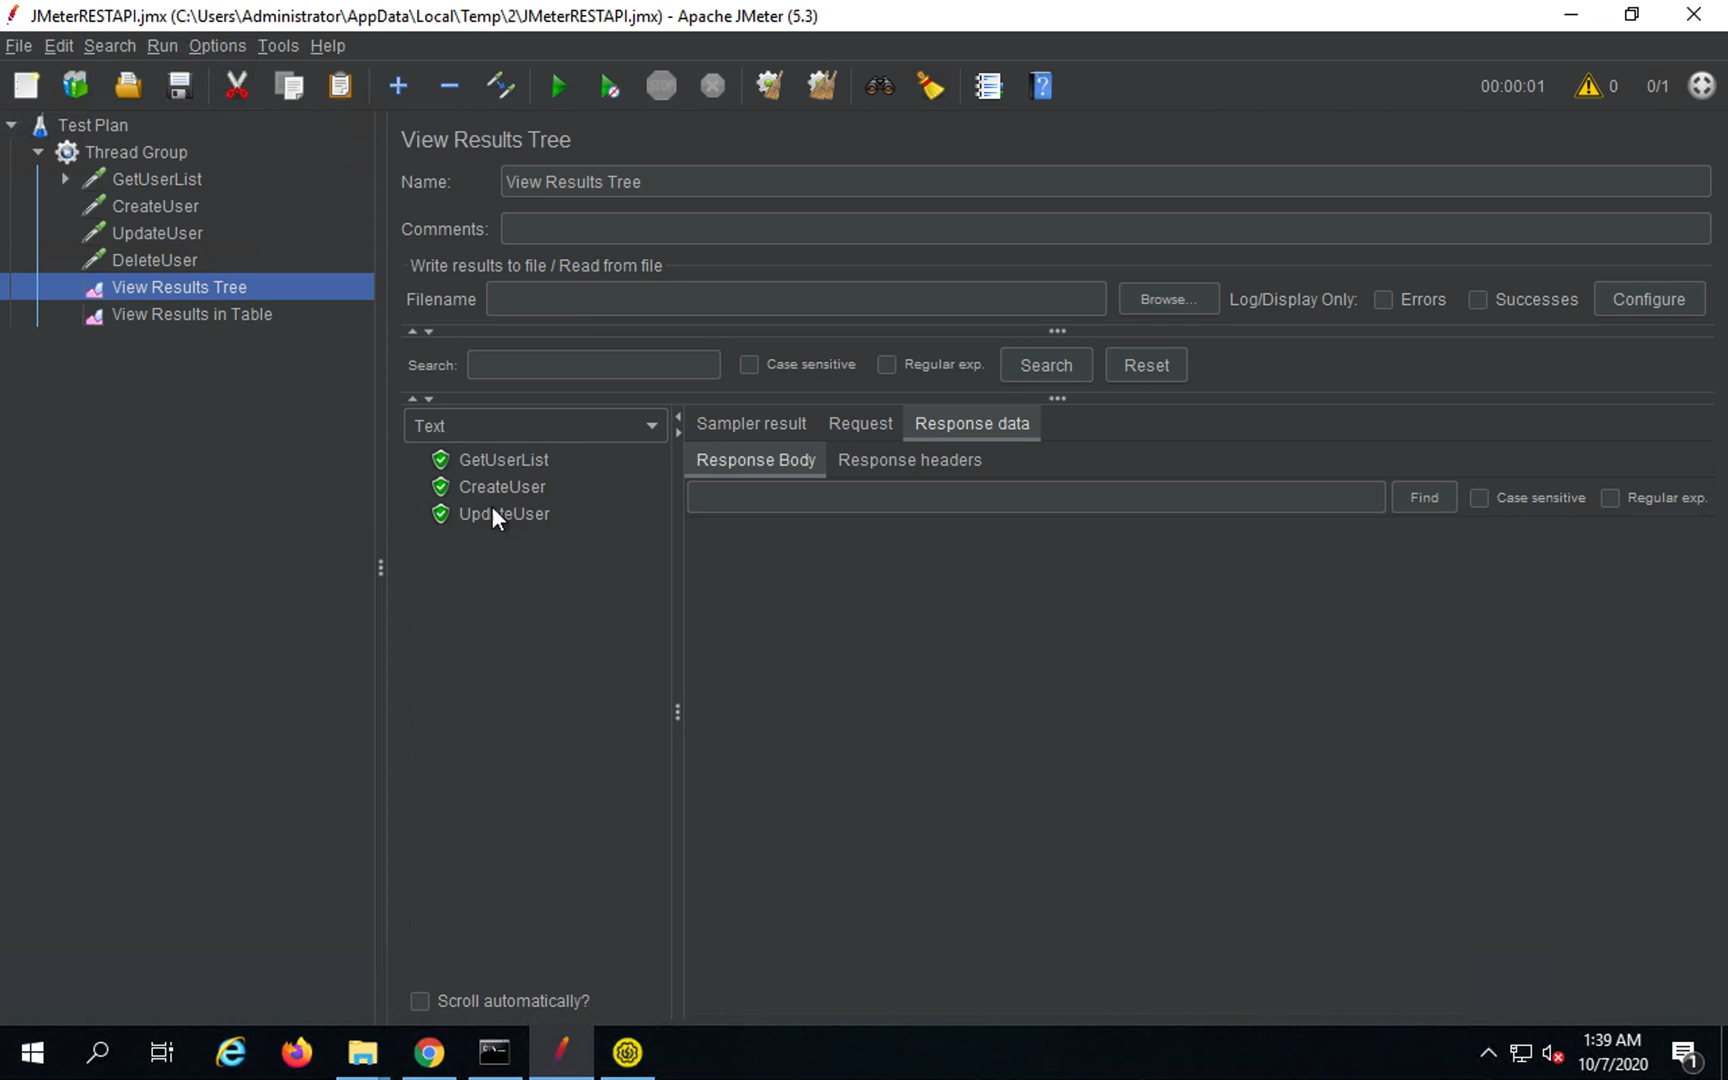 JMeterRESTAPI.jmx (C:\Users\Administrator\AppData\Local\Temp\2\JMeterRESTAPI.jmx) - Apache JMeter (5.3)
File Edit Search Run Options Tools Help
STOP
00:00:01 0 0/1
Test Plan
Thread Group
GetUserList
CreateUser
UpdateUser
DeleteUser
View Results Tree
View Results in Table
View Results Tree
Name: View Results Tree
Comments:
Write results to file / Read from file
Filename Browse... Log/Display Only: Errors Successes Configure
Search: Case sensitive Regular exp. Search Reset
Text
GetUserList
CreateUser
UpdateUser
Scroll automatically?
Sampler result Request Response data
Response Body Response headers
Find Case sensitive Regular exp.
1:39 AM
10/7/2020
1